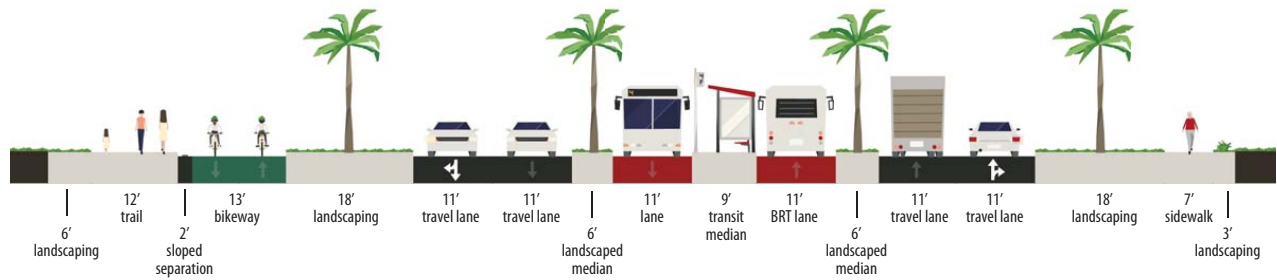 6’
landscaping
12’
trail
2’
sloped
separation
13’
bikeway
18’
landscaping
11’
travel lane
11’
travel lane
6’
landscaped
median
11’
lane
9’
transit
median
11’
BRT lane
6’
landscaped
median
11’
travel lane
11’
travel lane
18’
landscaping
7’
sidewalk
3’
landscaping